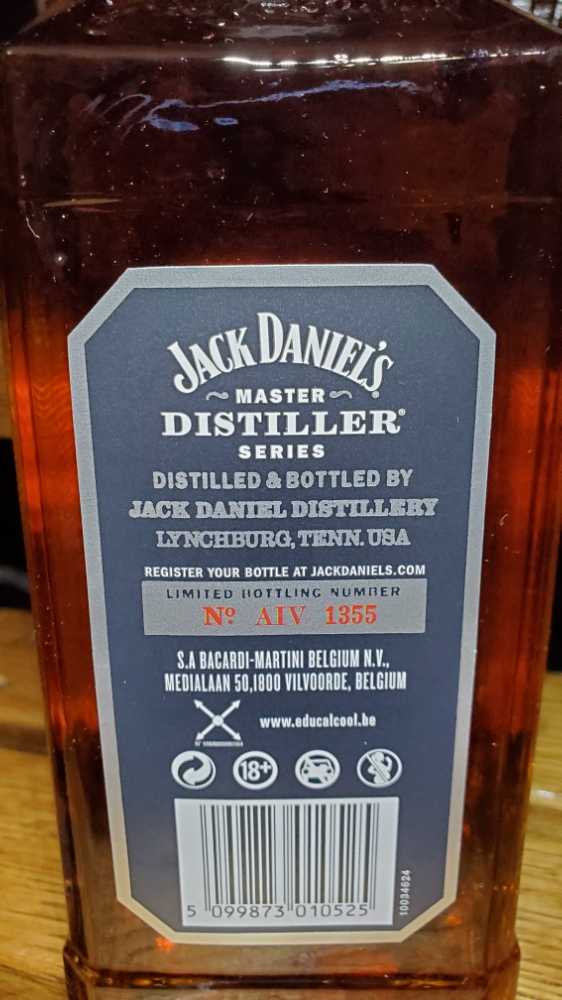 JACK DANIEL'S
MASTER
DISTILLER®
SERIES
DISTILLED & BOTTLED BY
JACK DANIEL DISTILLERY
LYNCHBURG, TENN. USA
REGISTER YOUR BOTTLE AT JACKDANIELS.COM
LIMITED BOTTLING NUMBER
Nº AIV 1355
S.A BACARDI-MARTINI BELGIUM N.V.,
MEDIALAAN 50,1800 VILVOORDE, BELGIUM
www.educalcool.be
18+
5 099873 010525
10034624